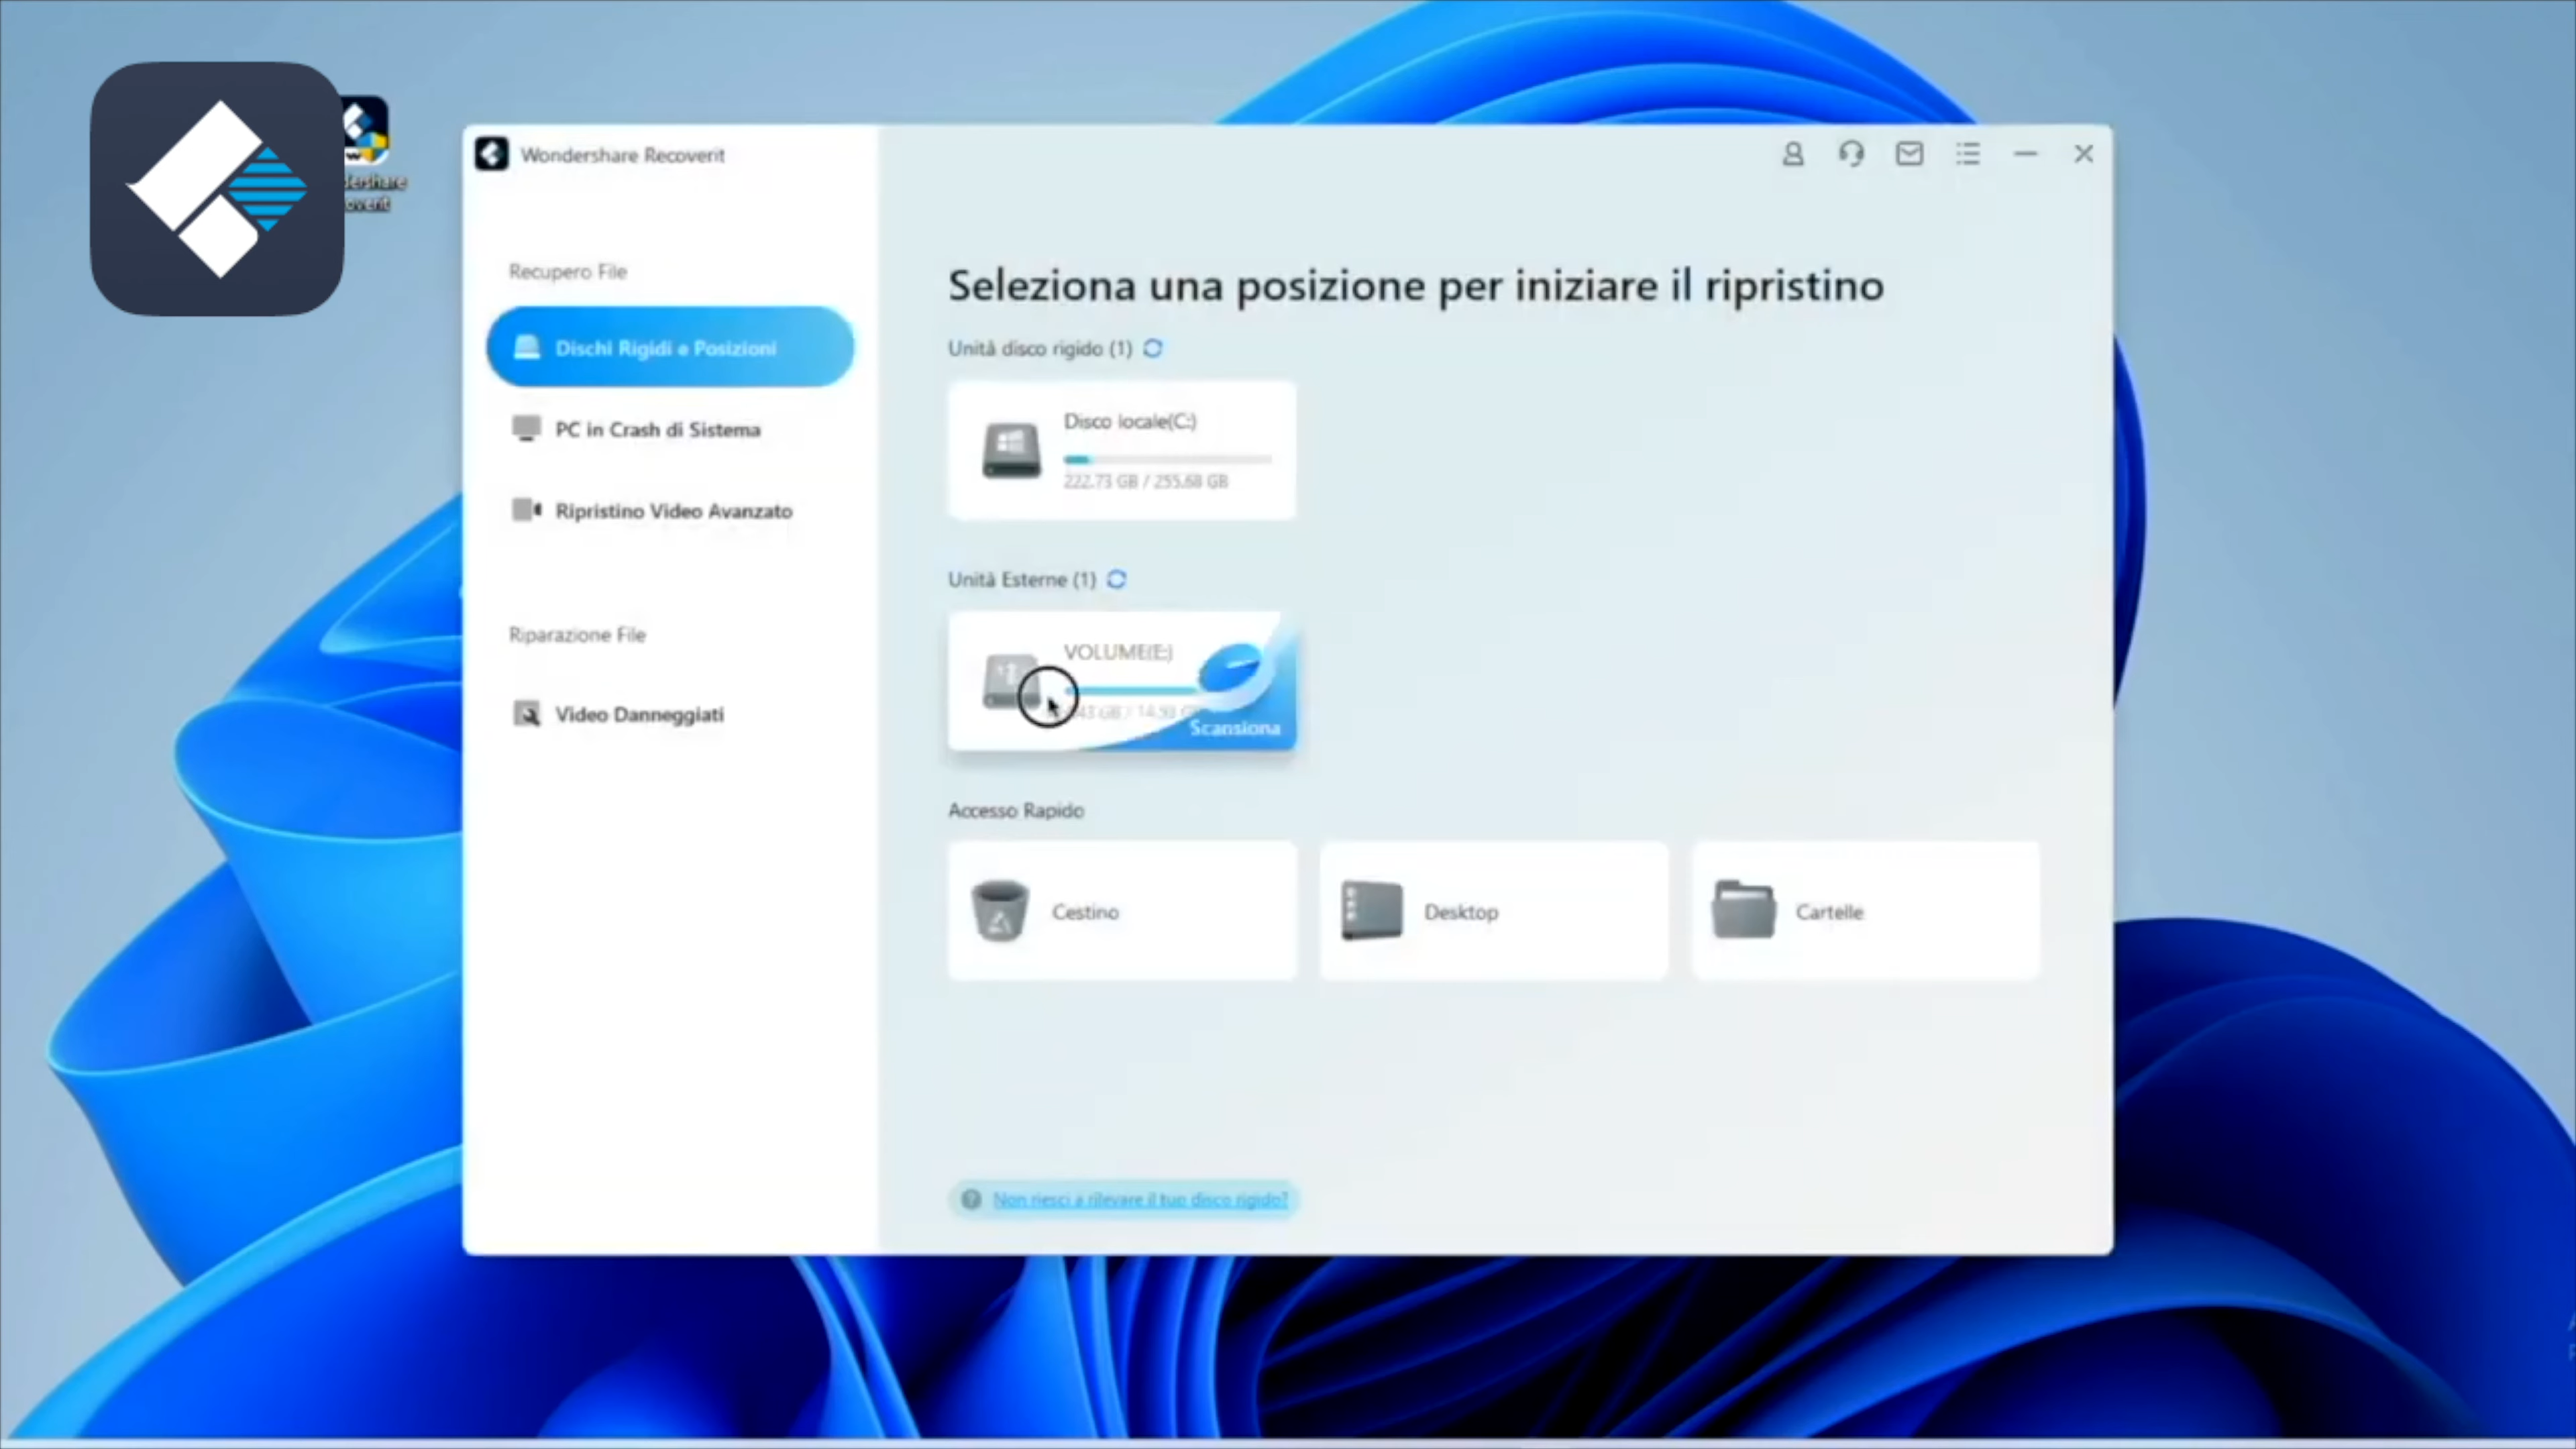 Wondershare Recoverit
Recupero File
Dischi Rigidi e Posizioni
PC in Crash di Sistema
Ripristino Video Avanzato
Riparazione File
Video Danneggiati
Seleziona una posizione per iniziare il ripristino
Unità disco rigido (1)
Disco locale(C:)
222.73 GB / 255.68 GB
Unità Esterne (1)
VOLUME(E:)
Scansiona
Accesso Rapido
Cestino
Desktop
Cartelle
Non riesci a rilevare il tuo disco rigido?